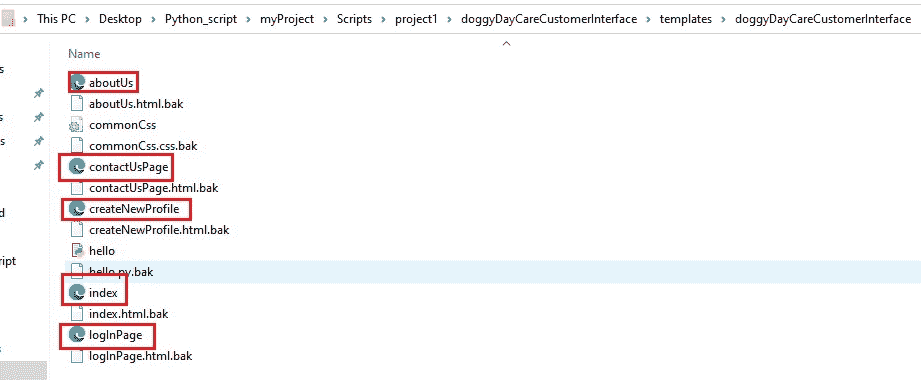 This PC > Desktop > Python_script > myProject > Scripts > project1 > doggyDayCareCustomerInterface > templates > doggyDayCareCustomerInterface
Name
s
aboutUs
aboutUs.html.bak
s
commonCss
s
commonCss.css.bak
contactUsPage
contactUsPage.html.bak
d
createNewProfile
createNewProfile.html.bak
hello
ript
hello.py.bak
index
index.html.bak
logInPage
s
logInPage.html.bak